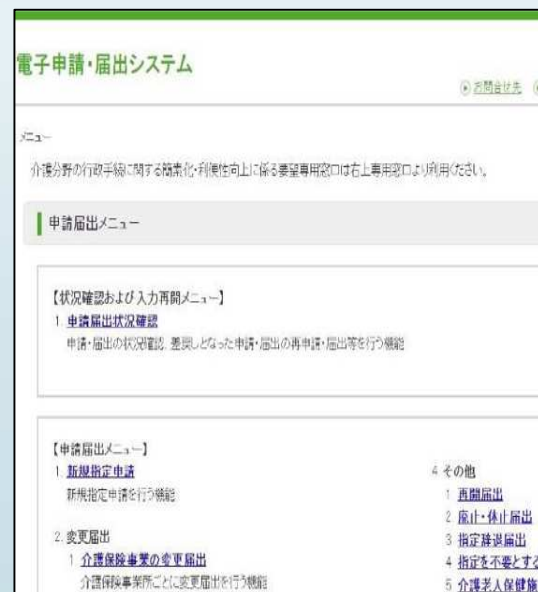 電子申請・届出システム
お問合せ先
メニュー
介護分野の行政手続に関する簡素化・利便性向上に係る要望専用窓口は右上専用窓口より利用ください。
申請届出メニュー
【状況確認および入力再開メニュー】
1. 申請届出状況確認
申請・届出の状況確認、差戻しとなった申請・届出の再申請・届出等を行う機能
【申請届出メニュー】
1. 新規指定申請
新規指定申請を行う機能
2. 変更届出
1 介護保険事業の変更届出
介護保険事業所ごとに変更届出を行う機能
4. その他
1 再開届出
2 廃止・休止届出
3 指定辞退届出
4 指定を不要とする
5 介護老人保健施